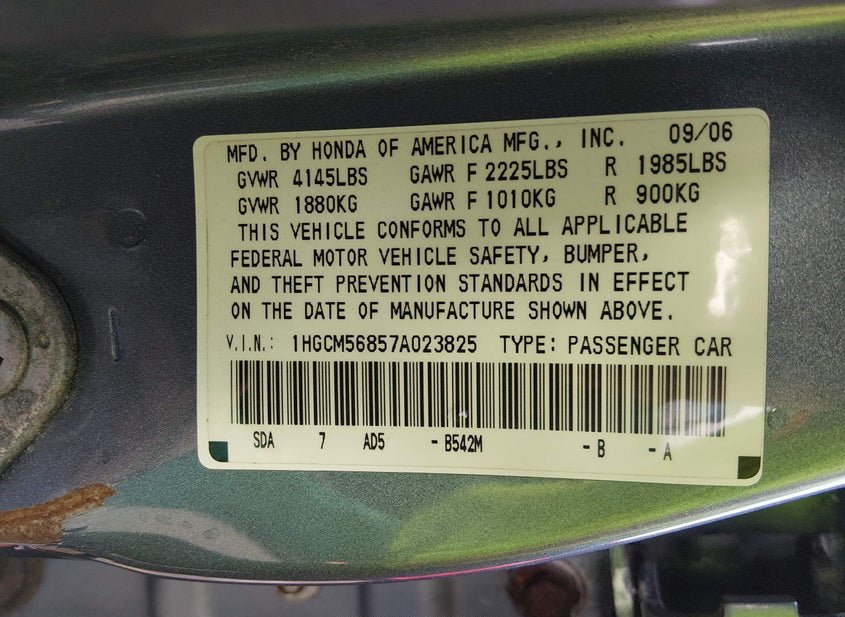 MFD. BY HONDA OF AMERICA MFG., INC. 09/06
GVWR 4145LBS GAWR F 2225LBS R 1985LBS
GVWR 1880KG GAWR F 1010KG R 900KG
THIS VEHICLE CONFORMS TO ALL APPLICABLE
FEDERAL MOTOR VEHICLE SAFETY, BUMPER,
AND THEFT PREVENTION STANDARDS IN EFFECT
ON THE DATE OF MANUFACTURE SHOWN ABOVE.
V.I.N.: 1HGCM56857A023825 TYPE: PASSENGER CAR
SDA 7 AD5 - B542M - B - A